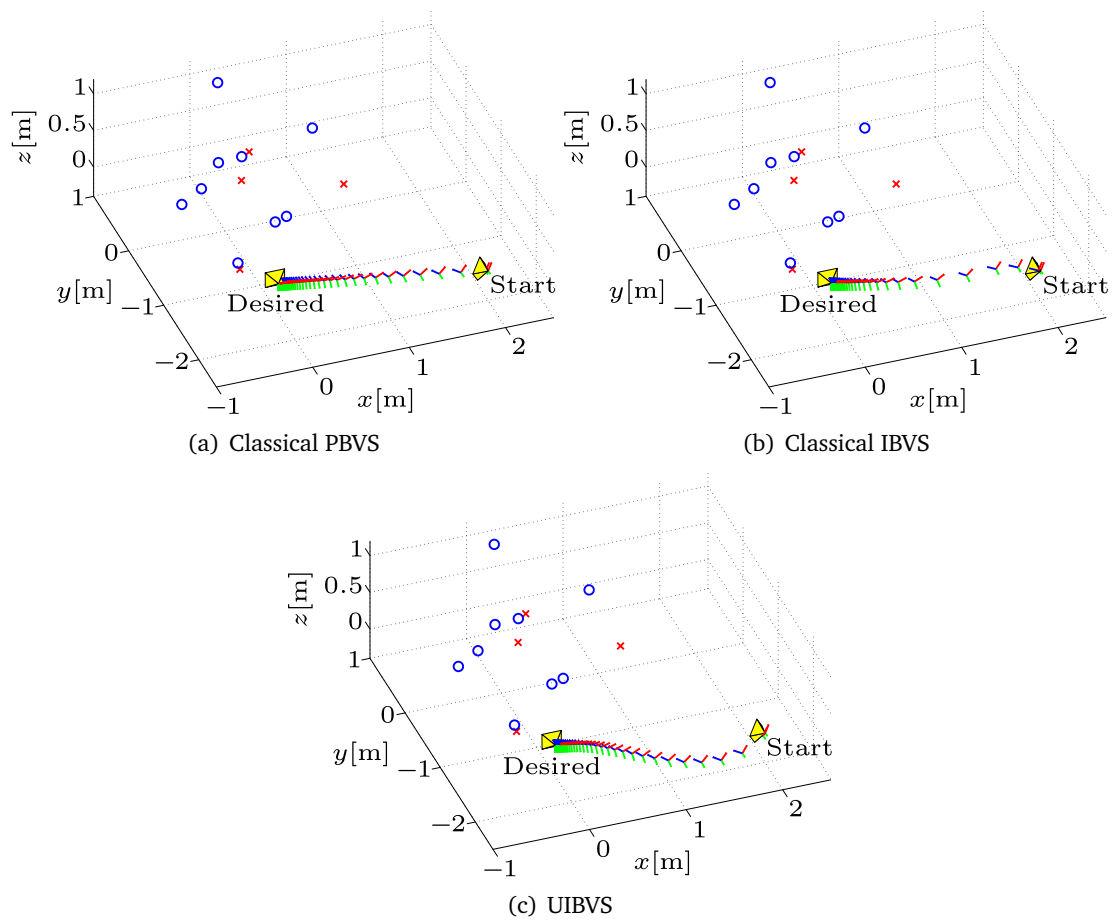 1
0.5
0
z[m]
1
0
−1
−2
y[m]
Desired
Start
−1
0
1
2
x[m]
(a) Classical PBVS
1
0.5
0
z[m]
1
0
−1
−2
y[m]
Desired
Start
−1
0
1
2
x[m]
(b) Classical IBVS
1
0.5
0
z[m]
1
0
−1
−2
y[m]
Desired
Start
−1
0
1
2
x[m]
(c) UIBVS